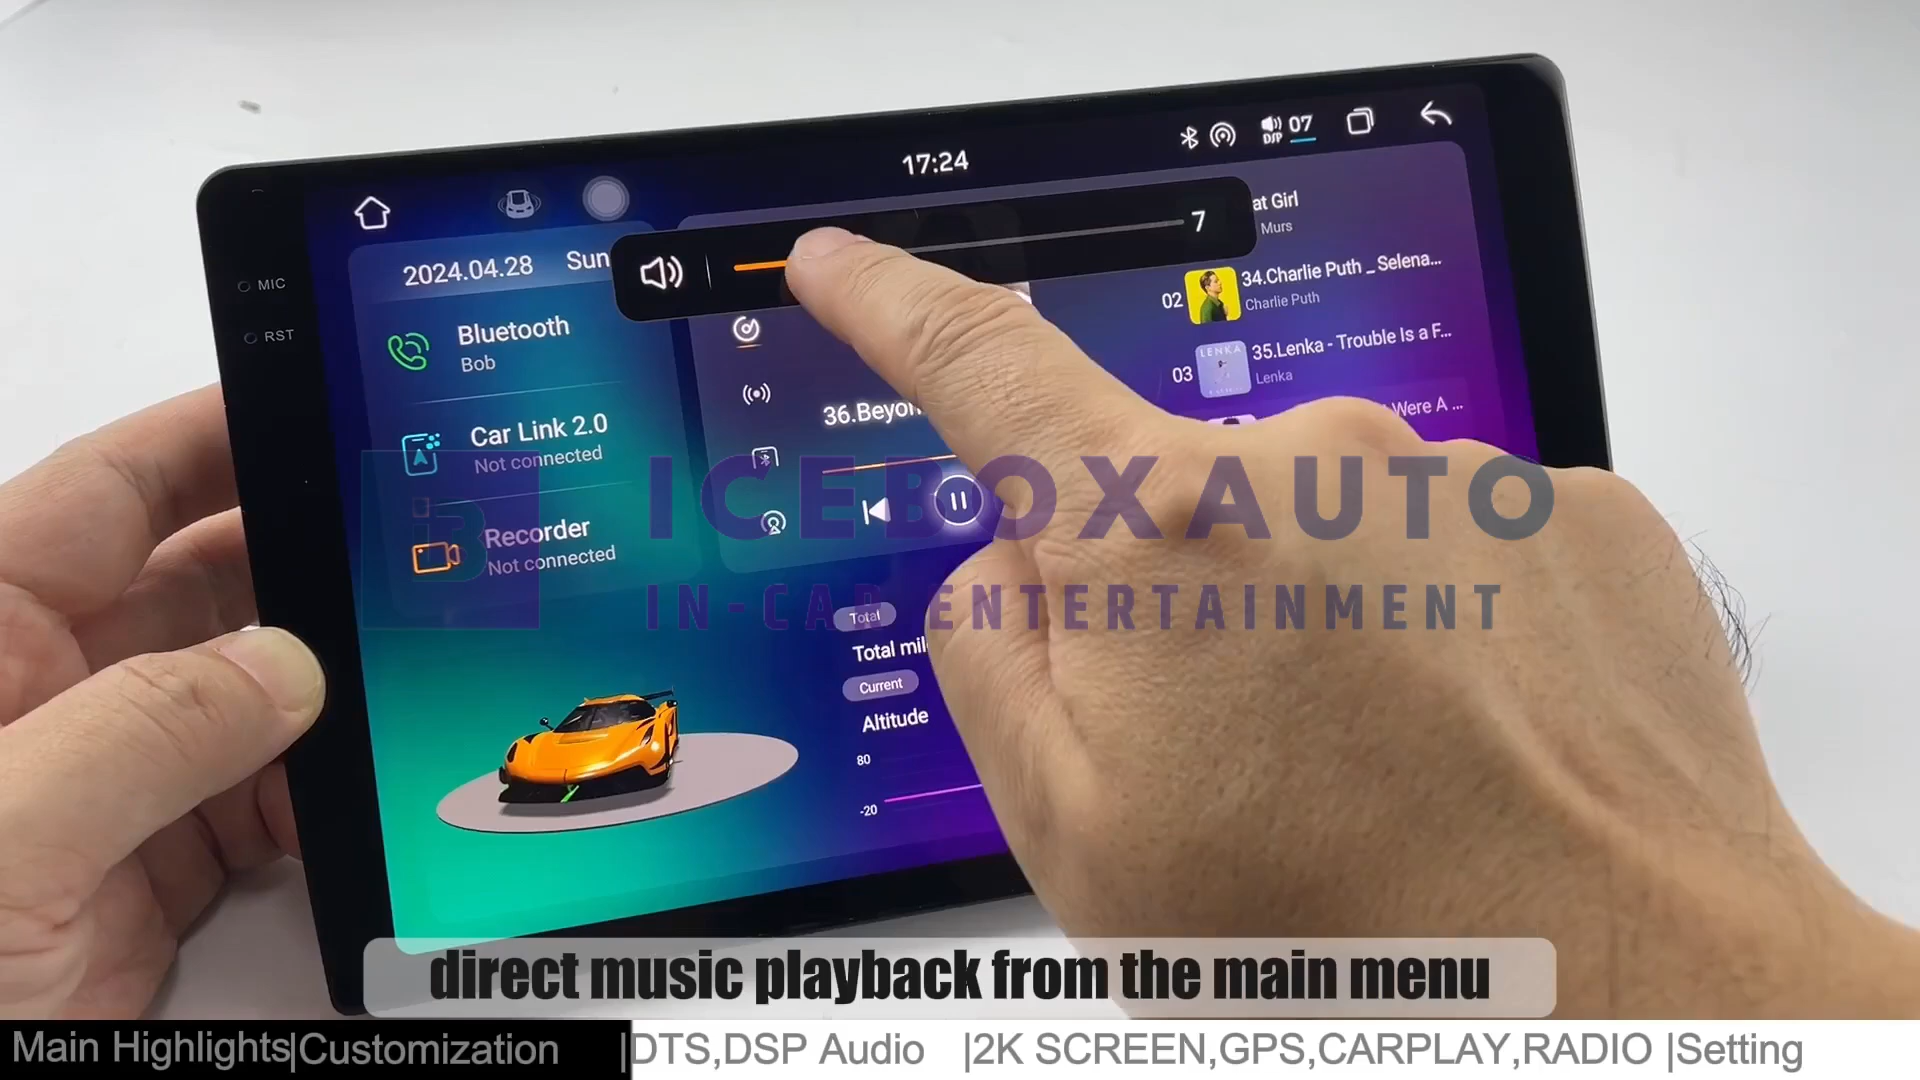 17:24
07
DSP
2024.04.28 Sun
7
MIC
RST
Bluetooth
Bob
Car Link 2.0
Not connected
Recorder
Not connected
at Girl
Murs
02
34.Charlie Puth _ Selena...
Charlie Puth
03
LENKA
35.Lenka - Trouble Is a F...
Lenka
Were A ...
36.Beyon
ICEBOXAUTO
IN-CAR ENTERTAINMENT
Total
Total mil
Current
Altitude
80
-20
direct music playback from the main menu
Main Highlights|Customization |DTS,DSP Audio |2K SCREEN,GPS,CARPLAY,RADIO |Setting